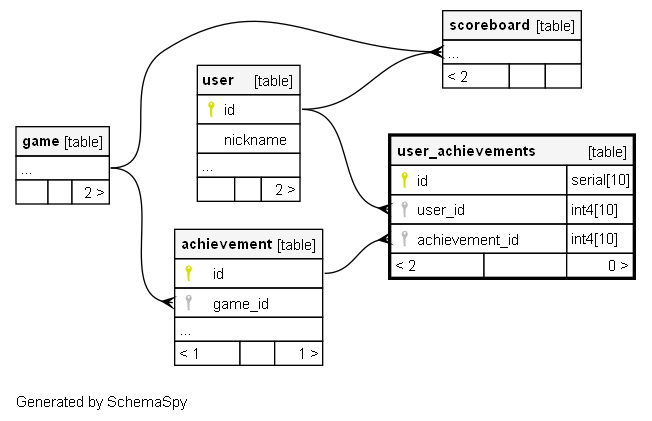 scoreboard [table]
...
< 2
user [table]
id
nickname
...
2 >
game [table]
...
2 >
user_achievements [table]
id serial[10]
user_id int4[10]
achievement_id int4[10]
< 2 0 >
achievement [table]
id
game_id
...
< 1 1 >
Generated by SchemaSpy